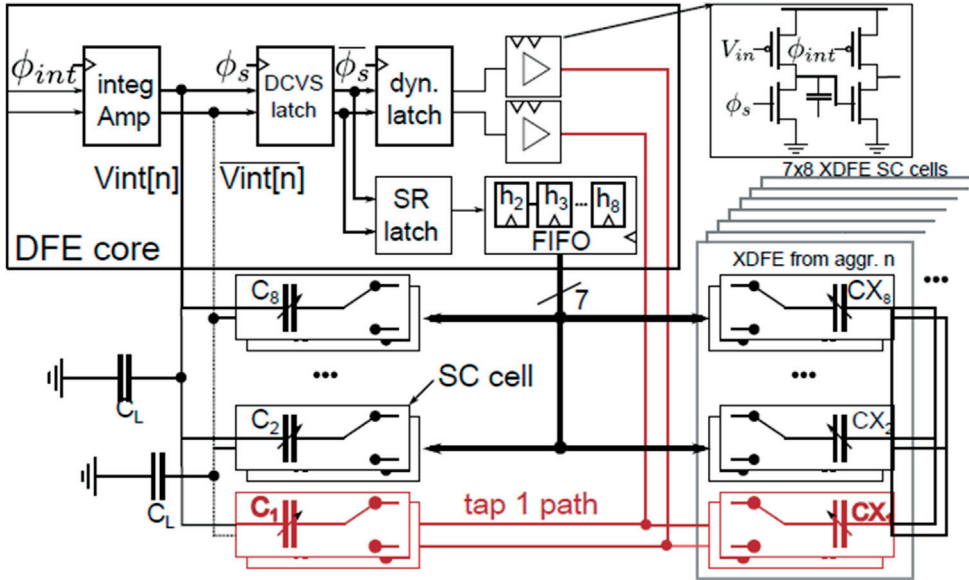 ϕint
integ
Amp
ϕs
DCVS
latch
ϕs
dyn.
latch
Vin
ϕint
ϕs
Vint[n]
Vint[n]
SR
latch
h2
h3
...
h8
FIFO
DFE core
7x8 XDFE SC cells
XDFE from aggr. n
...
C8
7
CX8
...
...
SC cell
CL
C2
CX2
CL
C1
tap 1 path
CX1